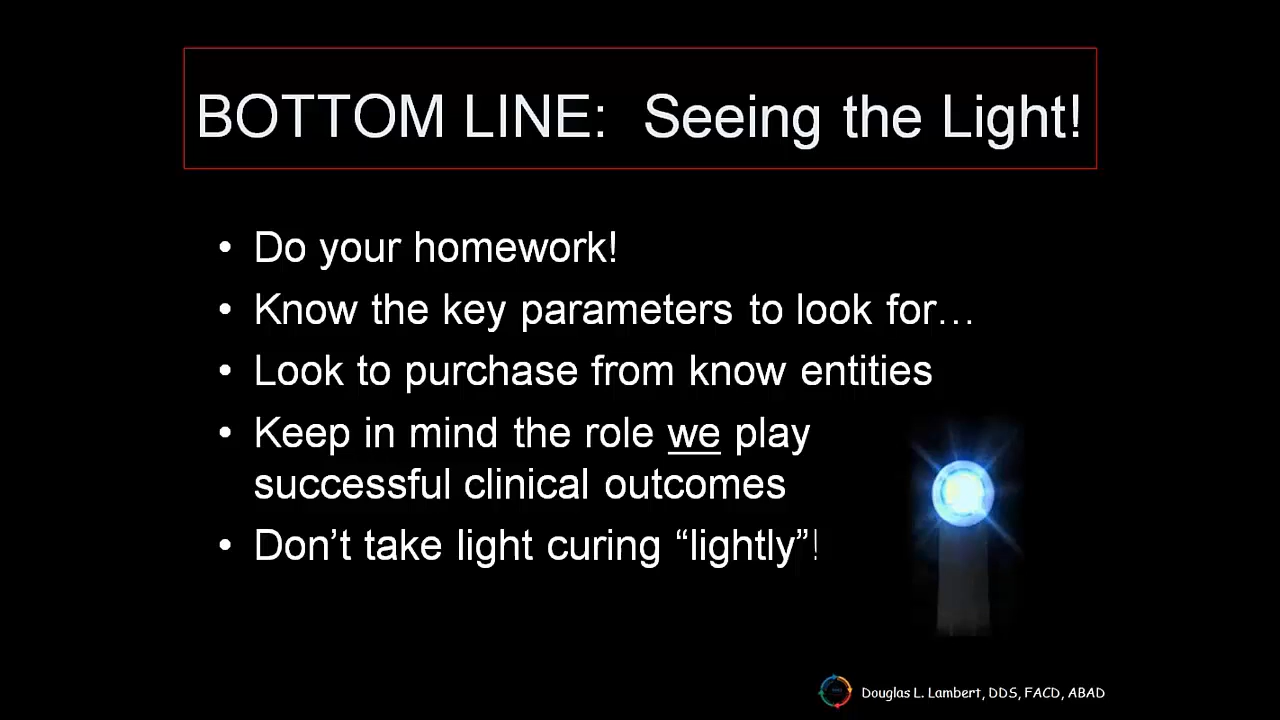 BOTTOM LINE: Seeing the Light!
• Do your homework!
• Know the key parameters to look for…
• Look to purchase from know entities
• Keep in mind the role we play
successful clinical outcomes
• Don’t take light curing “lightly”!
Douglas L. Lambert, DDS, FACD, ABAD